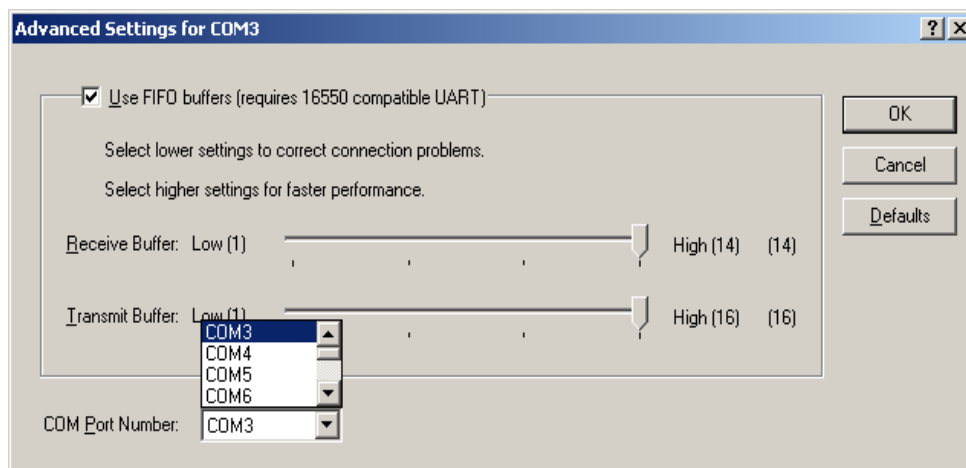 Advanced Settings for COM3
Use FIFO buffers (requires 16550 compatible UART)
OK
Select lower settings to correct connection problems.
Cancel
Select higher settings for faster performance.
Defaults
Receive Buffer: Low (1) High (14) (14)
Transmit Buffer: Low (1) High (16) (16)
COM3
COM4
COM5
COM6
COM Port Number: COM3